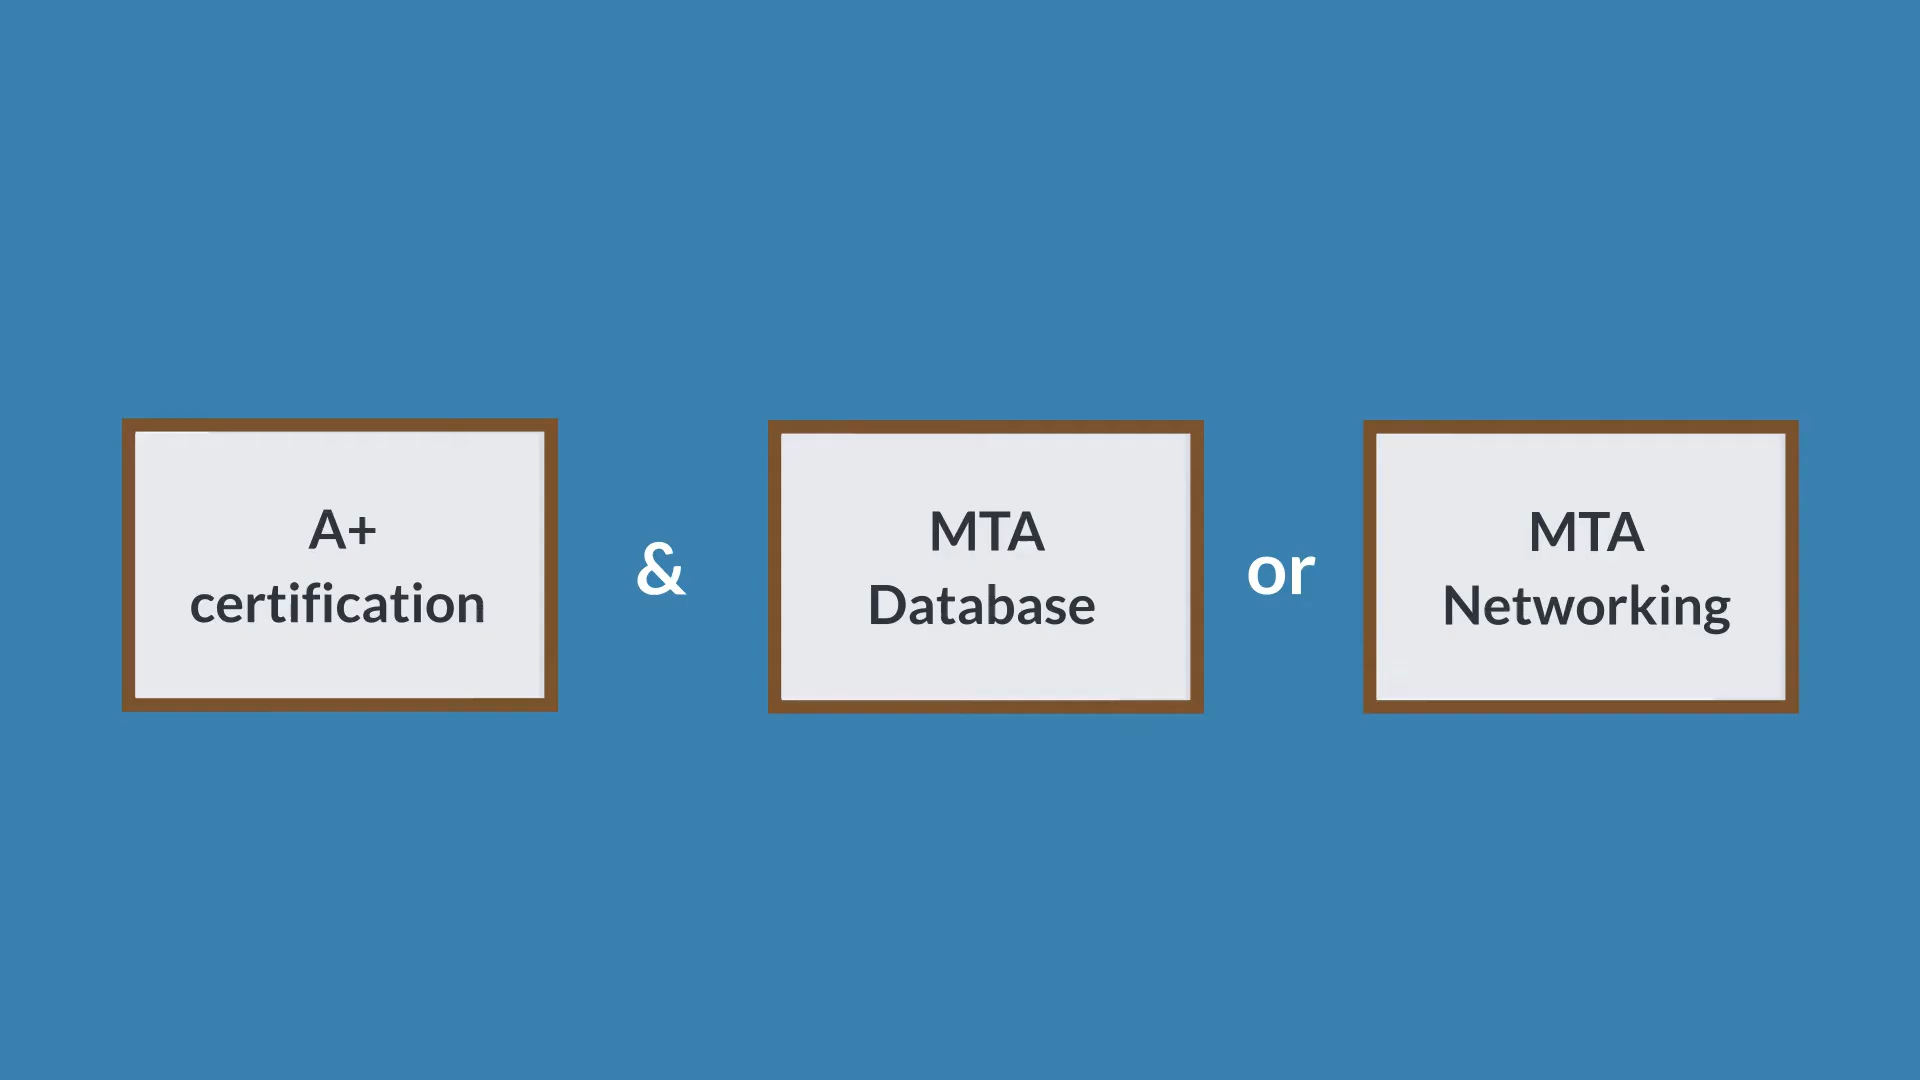 A+
certification
&
MTA
Database
or
MTA
Networking